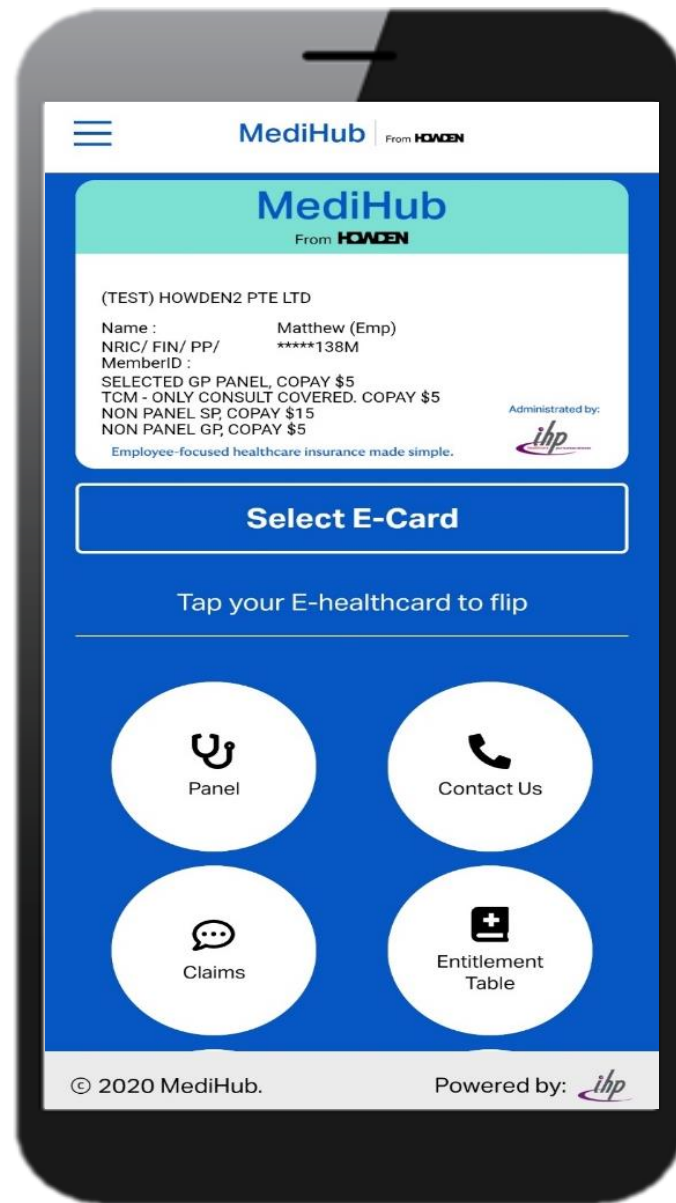 MediHub From HOWDEN
MediHub
From HOWDEN
(TEST) HOWDEN2 PTE LTD
Name : Matthew (Emp)
NRIC/ FIN/ PP/ *****138M
MemberID :
SELECTED GP PANEL, COPAY $5
TCM - ONLY CONSULT COVERED. COPAY $5
NON PANEL SP, COPAY $15
NON PANEL GP, COPAY $5
Administrated by:
ihp
Employee-focused healthcare insurance made simple.
Select E-Card
Tap your E-healthcard to flip
Panel
Contact Us
Claims
Entitlement
Table
© 2020 MediHub.
Powered by: ihp